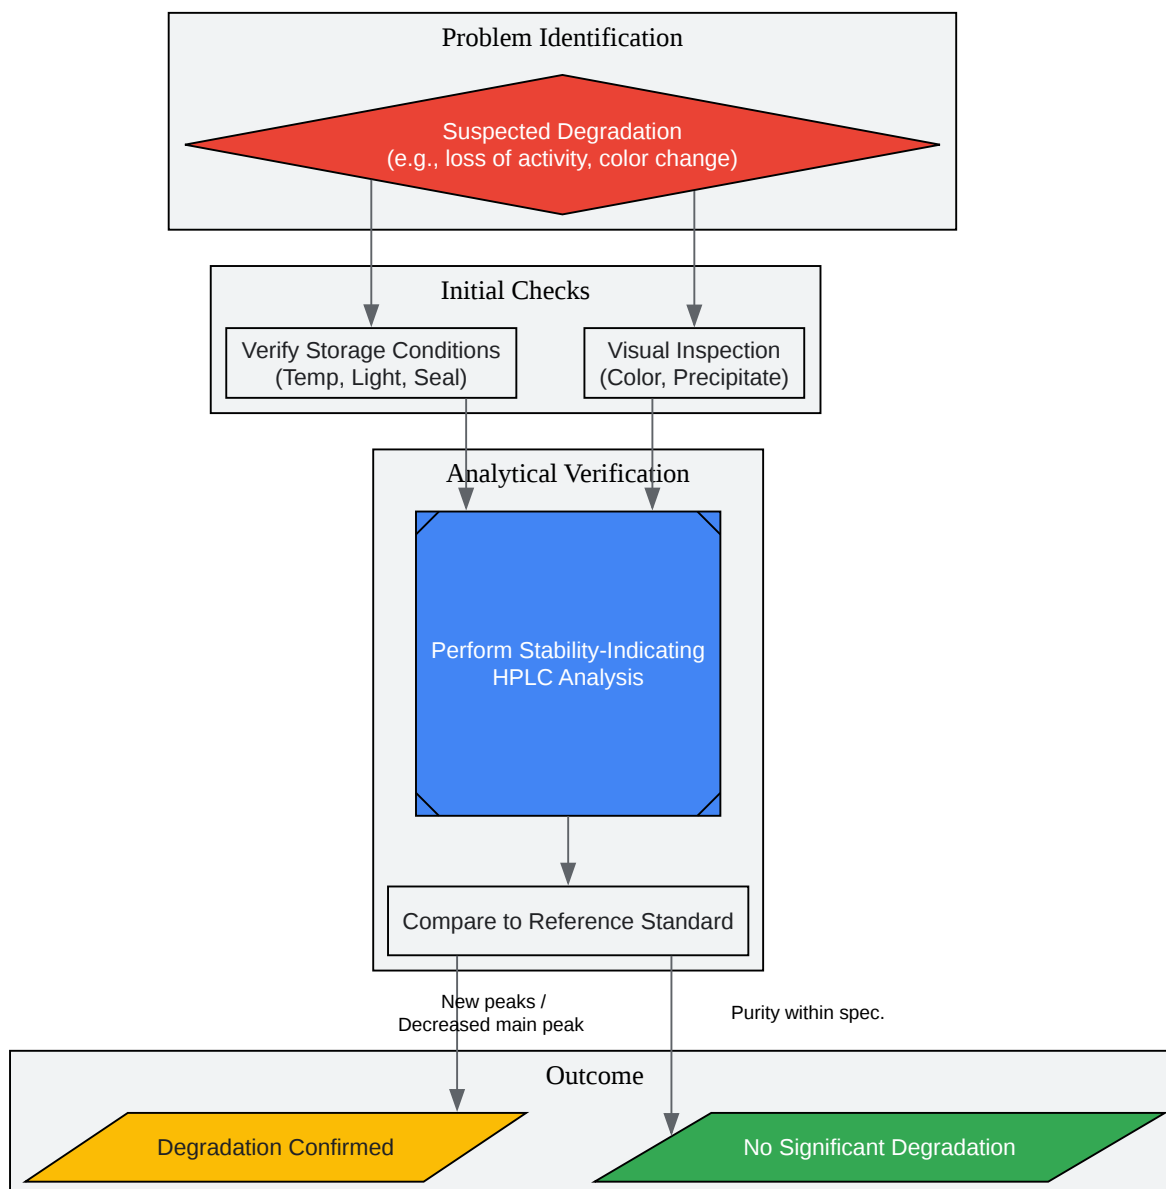 Problem Identification
Suspected Degradation
(e.g., loss of activity, color change)
Initial Checks
Verify Storage Conditions
(Temp, Light, Seal)
Visual Inspection
(Color, Precipitate)
Analytical Verification
Perform Stability-Indicating
HPLC Analysis
Compare to Reference Standard
New peaks /
Decreased main peak
Purity within spec.
Outcome
Degradation Confirmed
No Significant Degradation